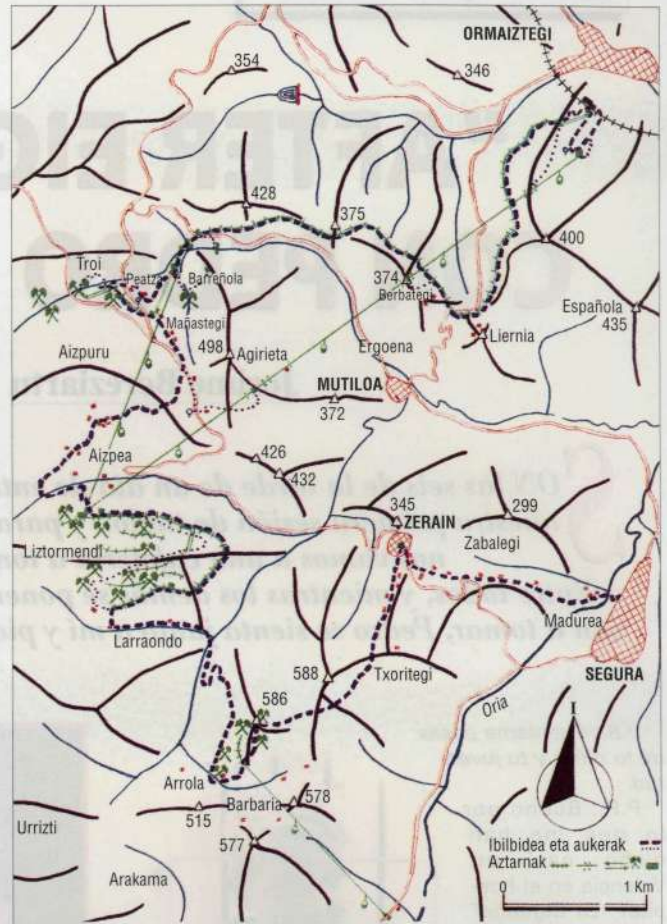 ORMAIZTEGI
354
346
428
375
400
Troi
Peatza
Barreñola
374
Berbategi
Española
435
Mañastegi
Liernia
Aizpuru
498
Agirieta
Ergoena
MUTILOA
372
Aizpea
426
432
345
299
ZERAIN
Zabalegi
Liztormendi
Madurea
Larraondo
SEGURA
588
Txoritegi
586
Oria
I
Arrola
578
Barbaria
515
Urrizti
577
Ibilbidea eta aukerak
Aztarnak
Arakama
0 1 Km